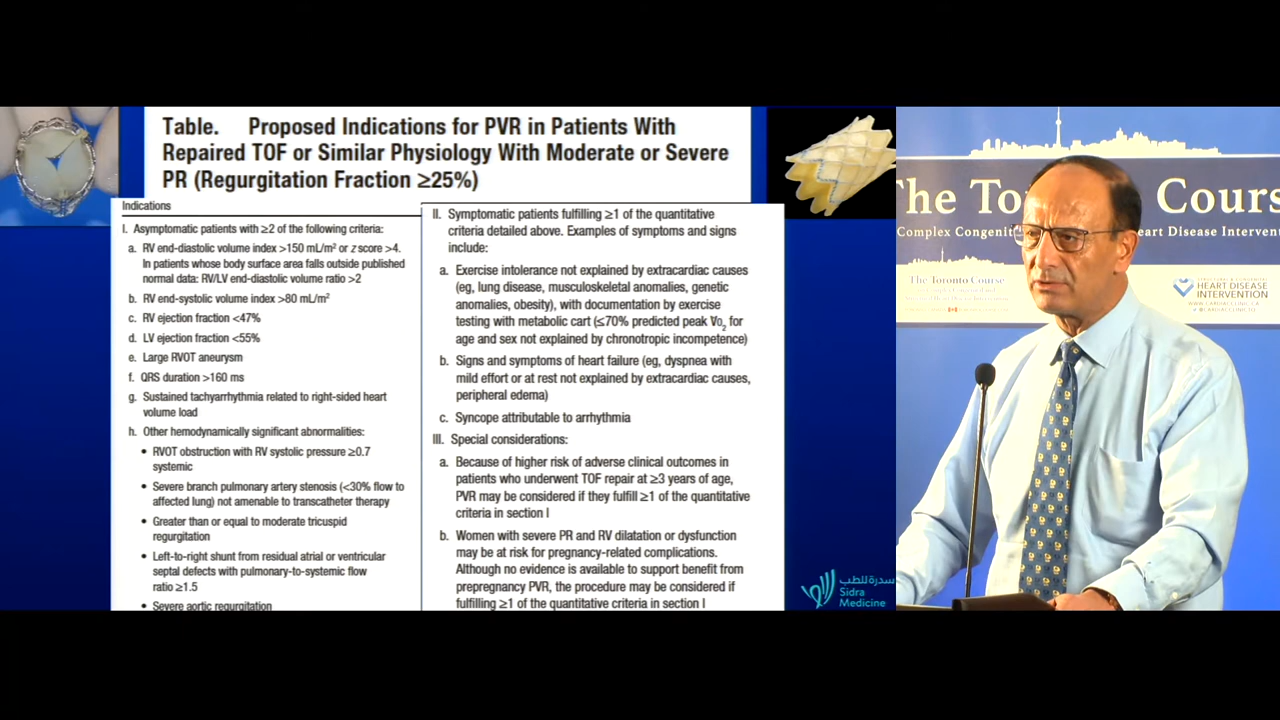 Table. Proposed Indications for PVR in Patients With
Repaired TOF or Similar Physiology With Moderate or Severe
PR (Regurgitation Fraction ≥25%)
Indications
I. Asymptomatic patients with ≥2 of the following criteria:
a. RV end-diastolic volume index >150 mL/m² or z score >4.
In patients whose body surface area falls outside published
normal data: RV/LV end-diastolic volume ratio >2
b. RV end-systolic volume index >80 mL/m²
c. RV ejection fraction <47%
d. LV ejection fraction <55%
e. Large RVOT aneurysm
f. QRS duration >160 ms
g. Sustained tachyarrhythmia related to right-sided heart
volume load
h. Other hemodynamically significant abnormalities:
• RVOT obstruction with RV systolic pressure ≥0.7
systemic
• Severe branch pulmonary artery stenosis (<30% flow to
affected lung) not amenable to transcatheter therapy
• Greater than or equal to moderate tricuspid
regurgitation
• Left-to-right shunt from residual atrial or ventricular
septal defects with pulmonary-to-systemic flow
ratio ≥1.5
• Severe aortic regurgitation
II. Symptomatic patients fulfilling ≥1 of the quantitative
criteria detailed above. Examples of symptoms and signs
include:
a. Exercise intolerance not explained by extracardiac causes
(eg, lung disease, musculoskeletal anomalies, genetic
anomalies, obesity), with documentation by exercise
testing with metabolic cart (≤70% predicted peak V̇o₂ for
age and sex not explained by chronotropic incompetence)
b. Signs and symptoms of heart failure (eg, dyspnea with
mild effort or at rest not explained by extracardiac causes,
peripheral edema)
c. Syncope attributable to arrhythmia
III. Special considerations:
a. Because of higher risk of adverse clinical outcomes in
patients who underwent TOF repair at ≥3 years of age,
PVR may be considered if they fulfill ≥1 of the quantitative
criteria in section I
b. Women with severe PR and RV dilatation or dysfunction
may be at risk for pregnancy-related complications.
Although no evidence is available to support benefit from
prepregnancy PVR, the procedure may be considered if
fulfilling ≥1 of the quantitative criteria in section I
سدرة للطب
Sidra
Medicine
The Cours
Complex Congenit eart Disease Interven
The Toronto Course
HEART DISEASE
INTERVENTION